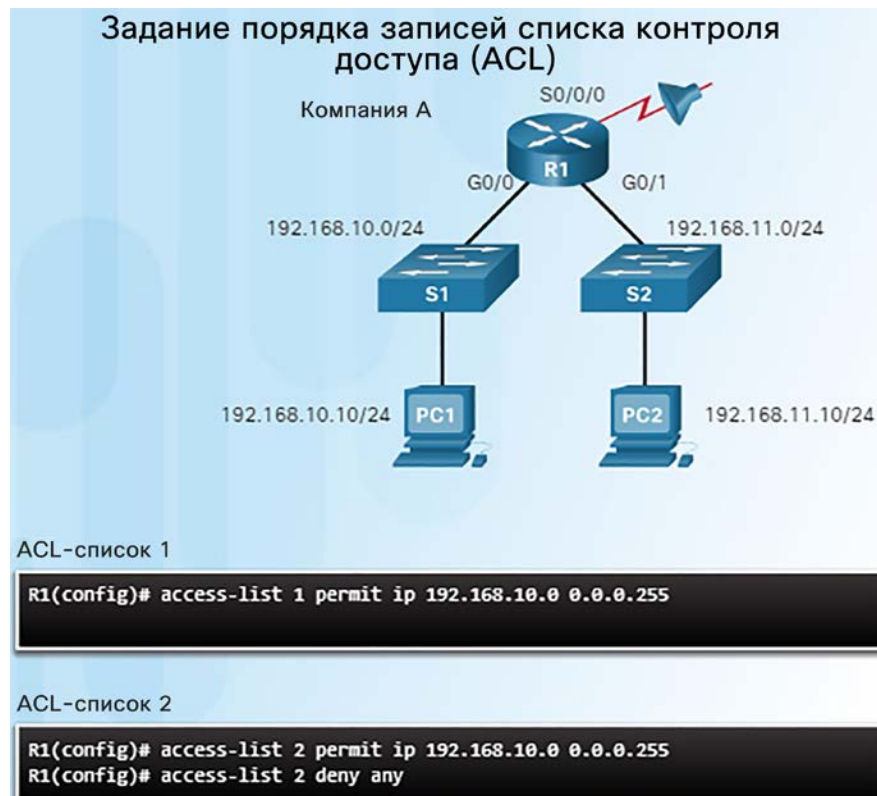 Задание порядка записей списка контроля
доступа (ACL)
Компания А
S0/0/0
R1
G0/0
G0/1
192.168.10.0/24
192.168.11.0/24
S1
S2
192.168.10.10/24
PC1
PC2
192.168.11.10/24
ACL-список 1
R1(config)# access-list 1 permit ip 192.168.10.0 0.0.0.255
ACL-список 2
R1(config)# access-list 2 permit ip 192.168.10.0 0.0.0.255
R1(config)# access-list 2 deny any